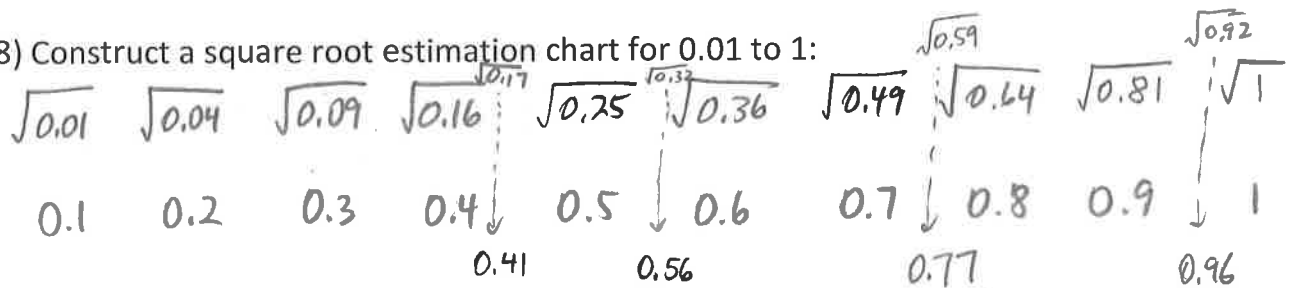 3) Construct a square root estimation chart for 0.01 to 1:
√0.59 √0.92
√0.17 √0.32
√0.01 √0.04 √0.09 √0.16 √0.25 √0.36 √0.49 √0.64 √0.81 √1
0.1 0.2 0.3 0.4 0.5 0.6 0.7 0.8 0.9 1
0.41 0.56 0.77 0.96